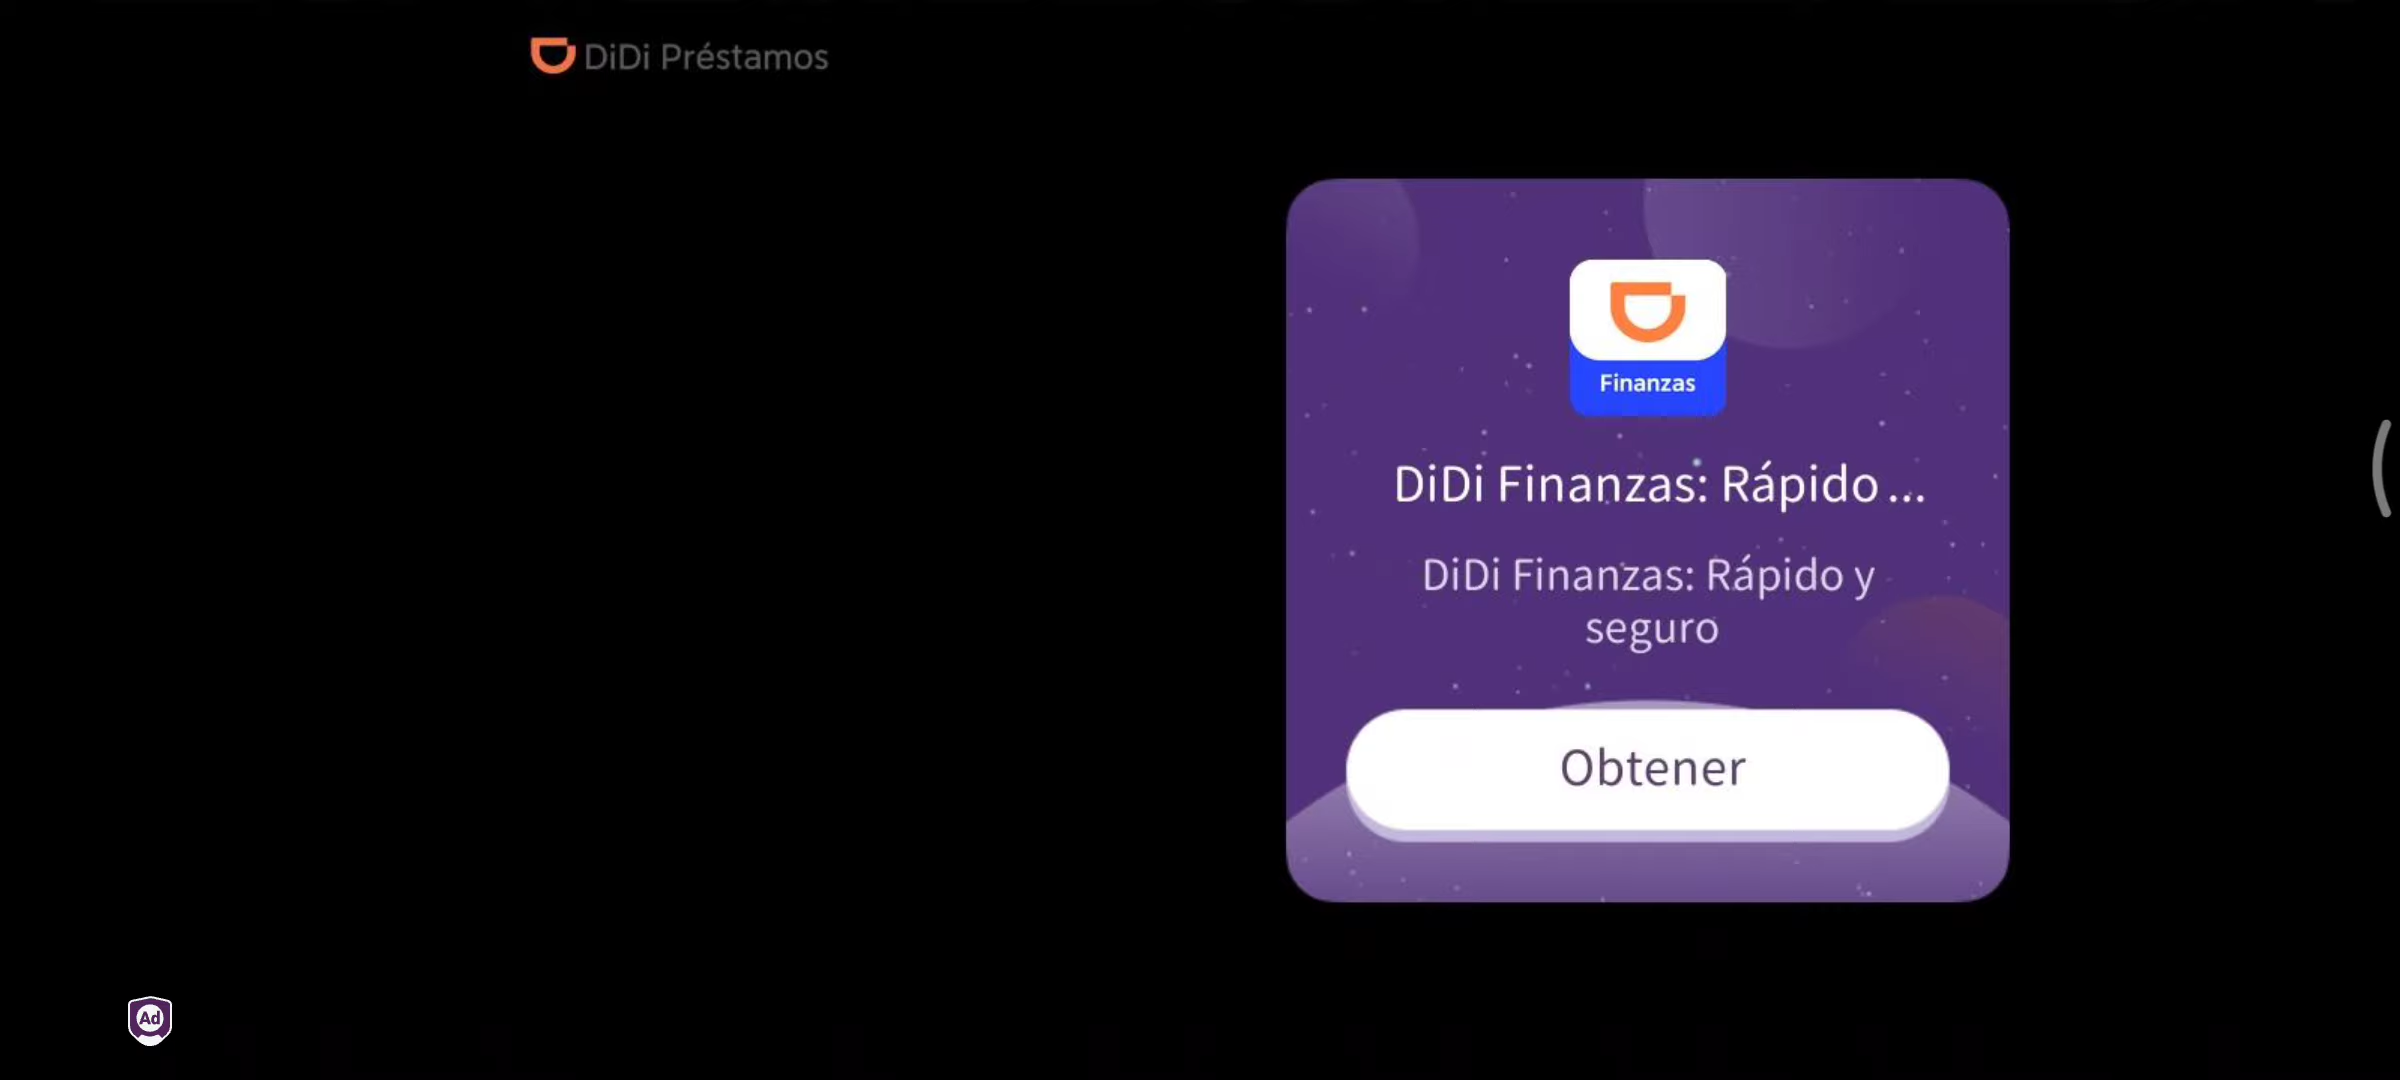 DiDi Préstamos
Finanzas
DiDi Finanzas: Rápido ...
DiDi Finanzas: Rápido y
seguro
Obtener
Ad